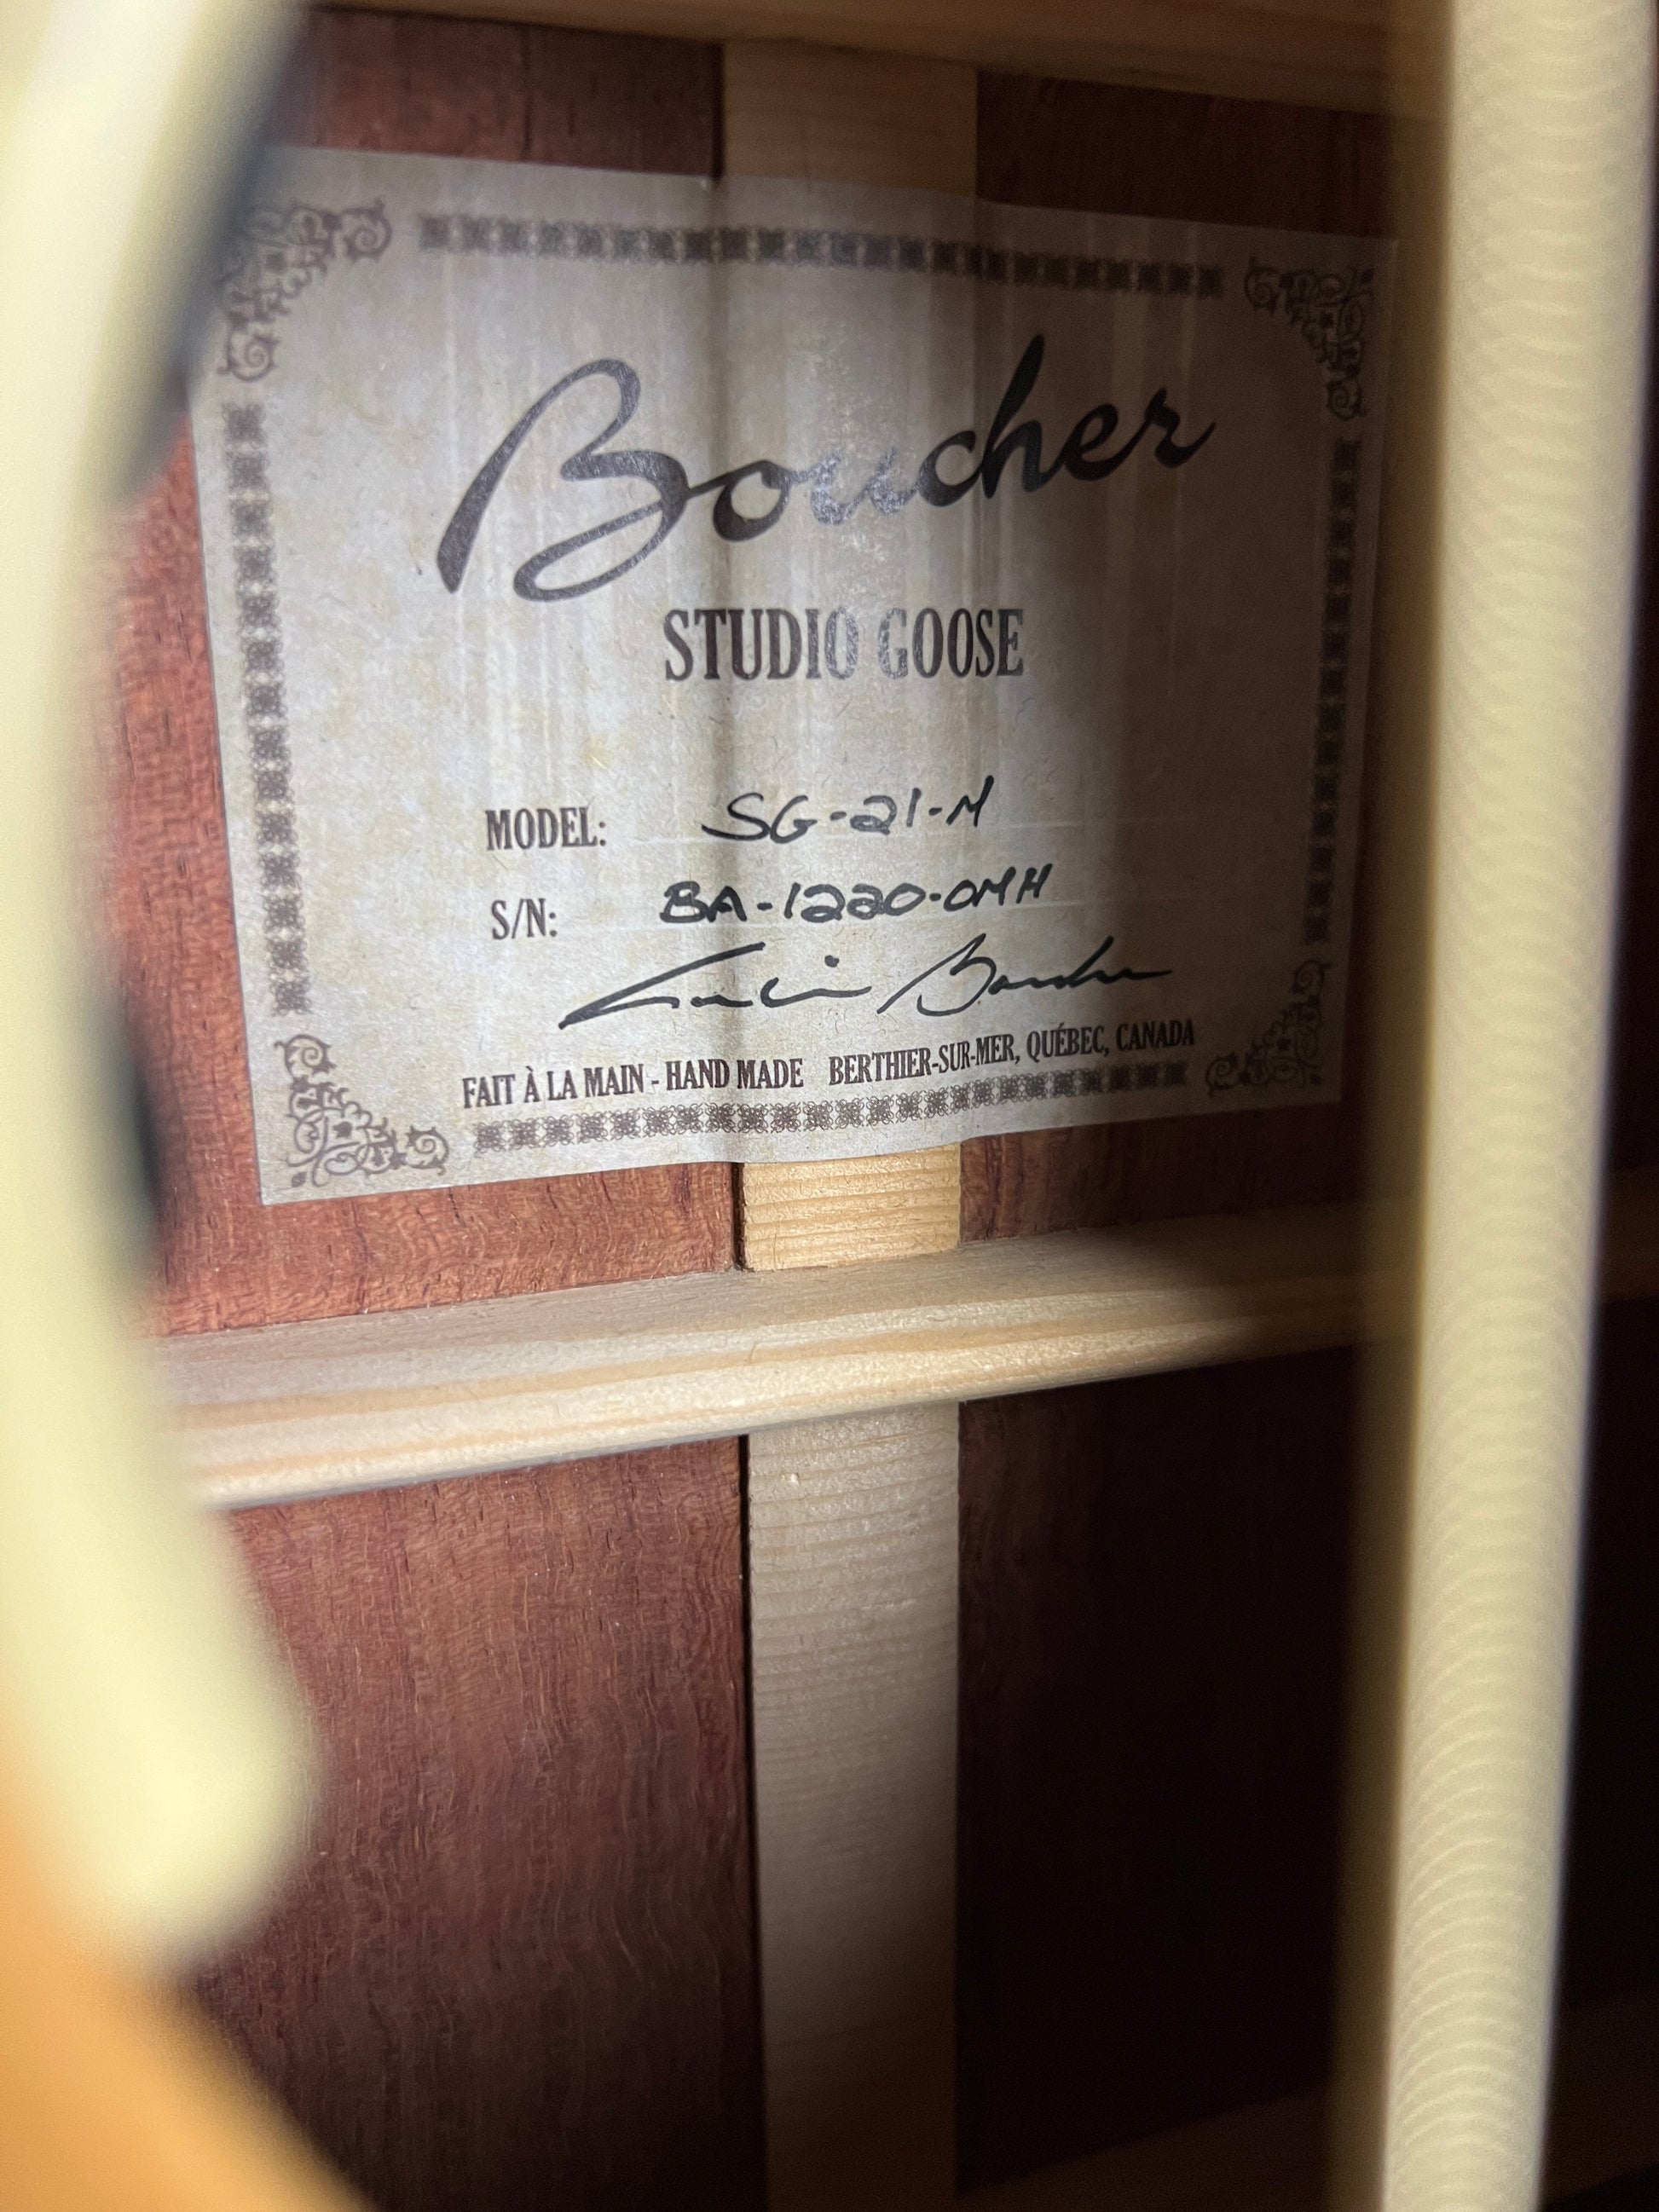 Boucher
STUDIO GOOSE
MODEL: SG-21-M
S/N: BA-1220-OMH
FAIT À LA MAIN - HAND MADE BERTHIER-SUR-MER, QUÉBEC, CANADA